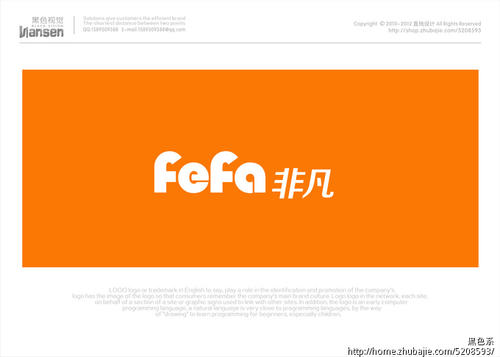 黑色视觉
BLACK VISION
Hansen
Solutions give customers the efficient brand
The shortest distance between two points
QQ:1589509388 E-mail:1589509388@qq.com
Copyright © 2010-2012 直线设计 All Rights Reserved
http://shop.zhubajie.com/5208593
FeFa 非凡
LOGO logo or trademark in English to say, play a role in the identification and promotion of the company's,
logo has the image of the logo so that consumers remember the company's main brand culture. Logo logo in the network, each site,
on behalf of a section of a site or graphic signs used to link with other sites. In addition, the logo is an early computer
programming language, a natural language is very close to programming languages, by the way
of "drawing" to learn programming for beginners, especially children.
黑色系
http://home.zhubajie.com/5208593/